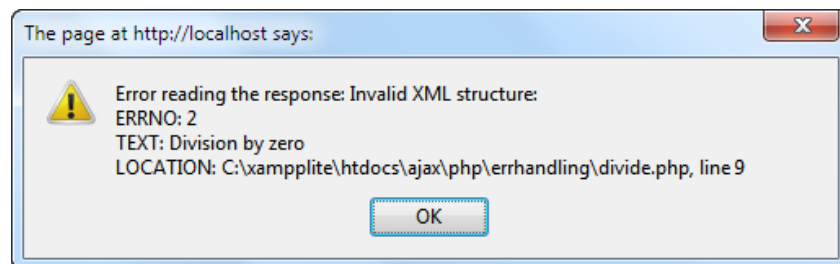 The page at http://localhost says:
Error reading the response: Invalid XML structure:
ERRNO: 2
TEXT: Division by zero
LOCATION: C:\xampplite\htdocs\ajax\php\errhandling\divide.php, line 9
OK